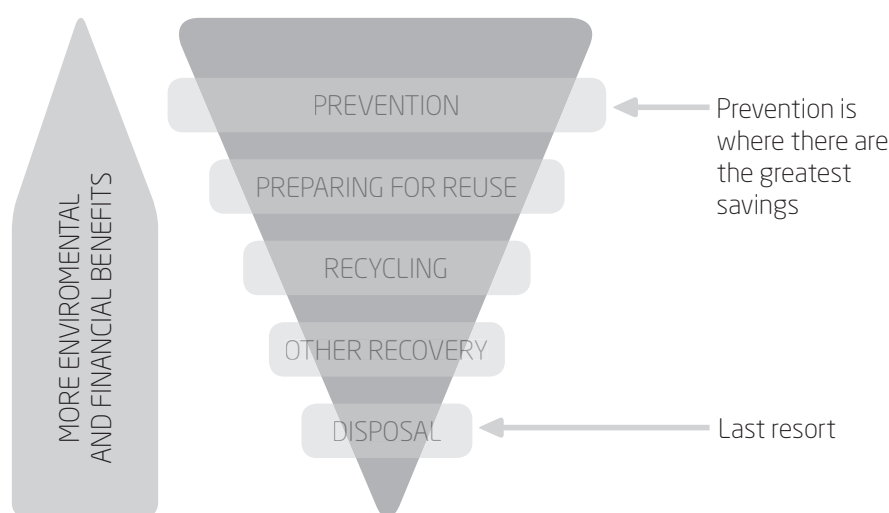 PREVENTION
Prevention is
where there are
the greatest
savings
PREPARING FOR REUSE
RECYCLING
OTHER RECOVERY
DISPOSAL
Last resort
MORE ENVIROMENTAL
AND FINANCIAL BENEFITS